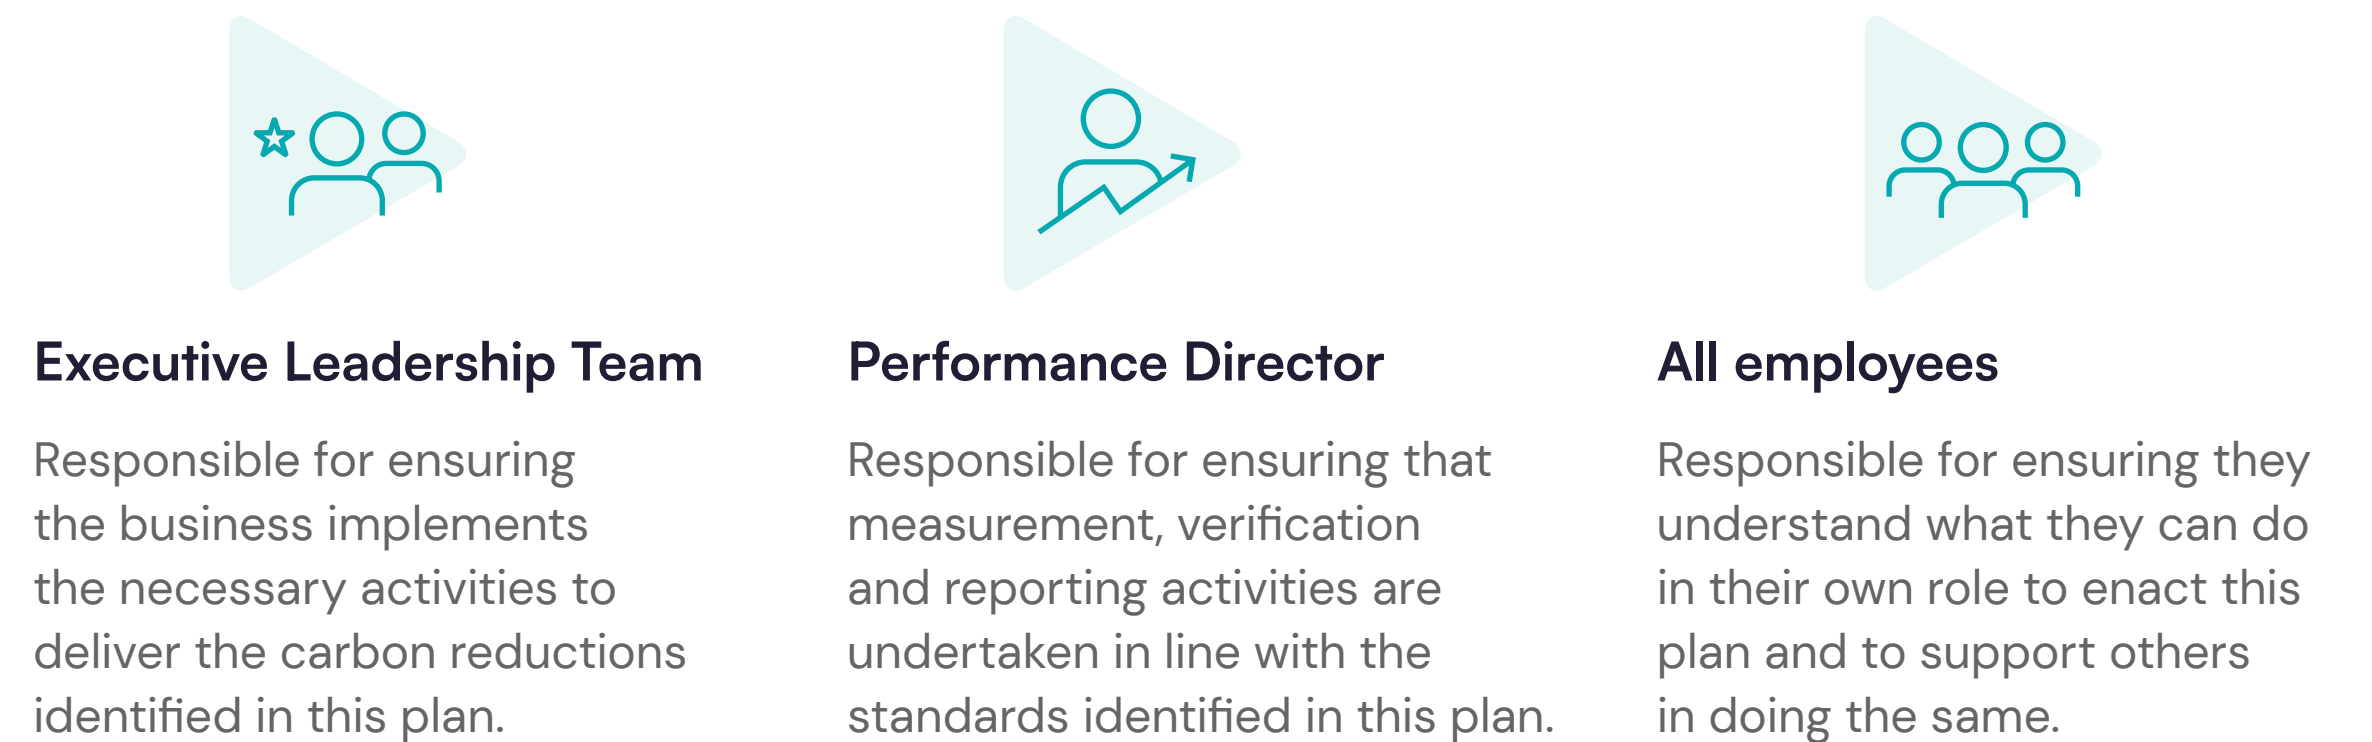 Executive Leadership Team
Responsible for ensuring
the business implements
the necessary activities to
deliver the carbon reductions
identified in this plan.
Performance Director
Responsible for ensuring that
measurement, verification
and reporting activities are
undertaken in line with the
standards identified in this plan.
All employees
Responsible for ensuring they
understand what they can do
in their own role to enact this
plan and to support others
in doing the same.